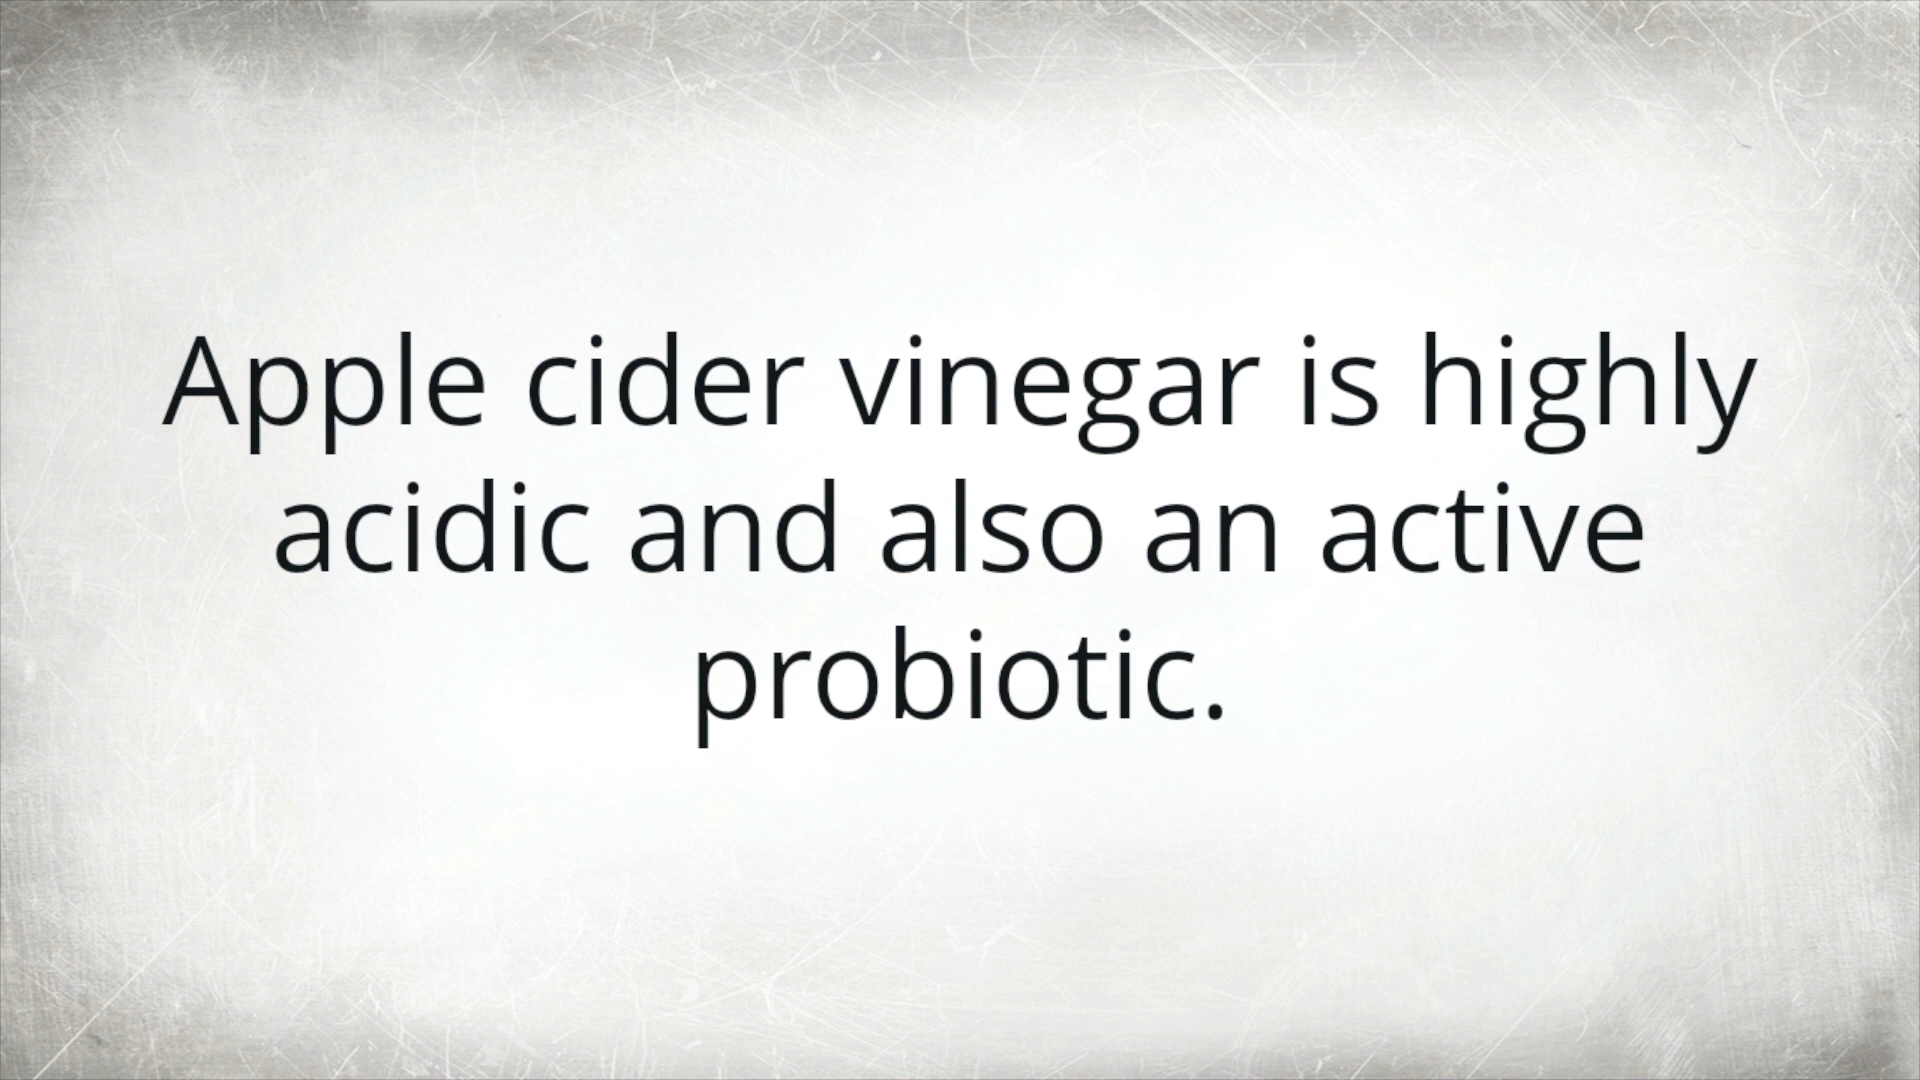 Apple cider vinegar is highly
acidic and also an active
probiotic.